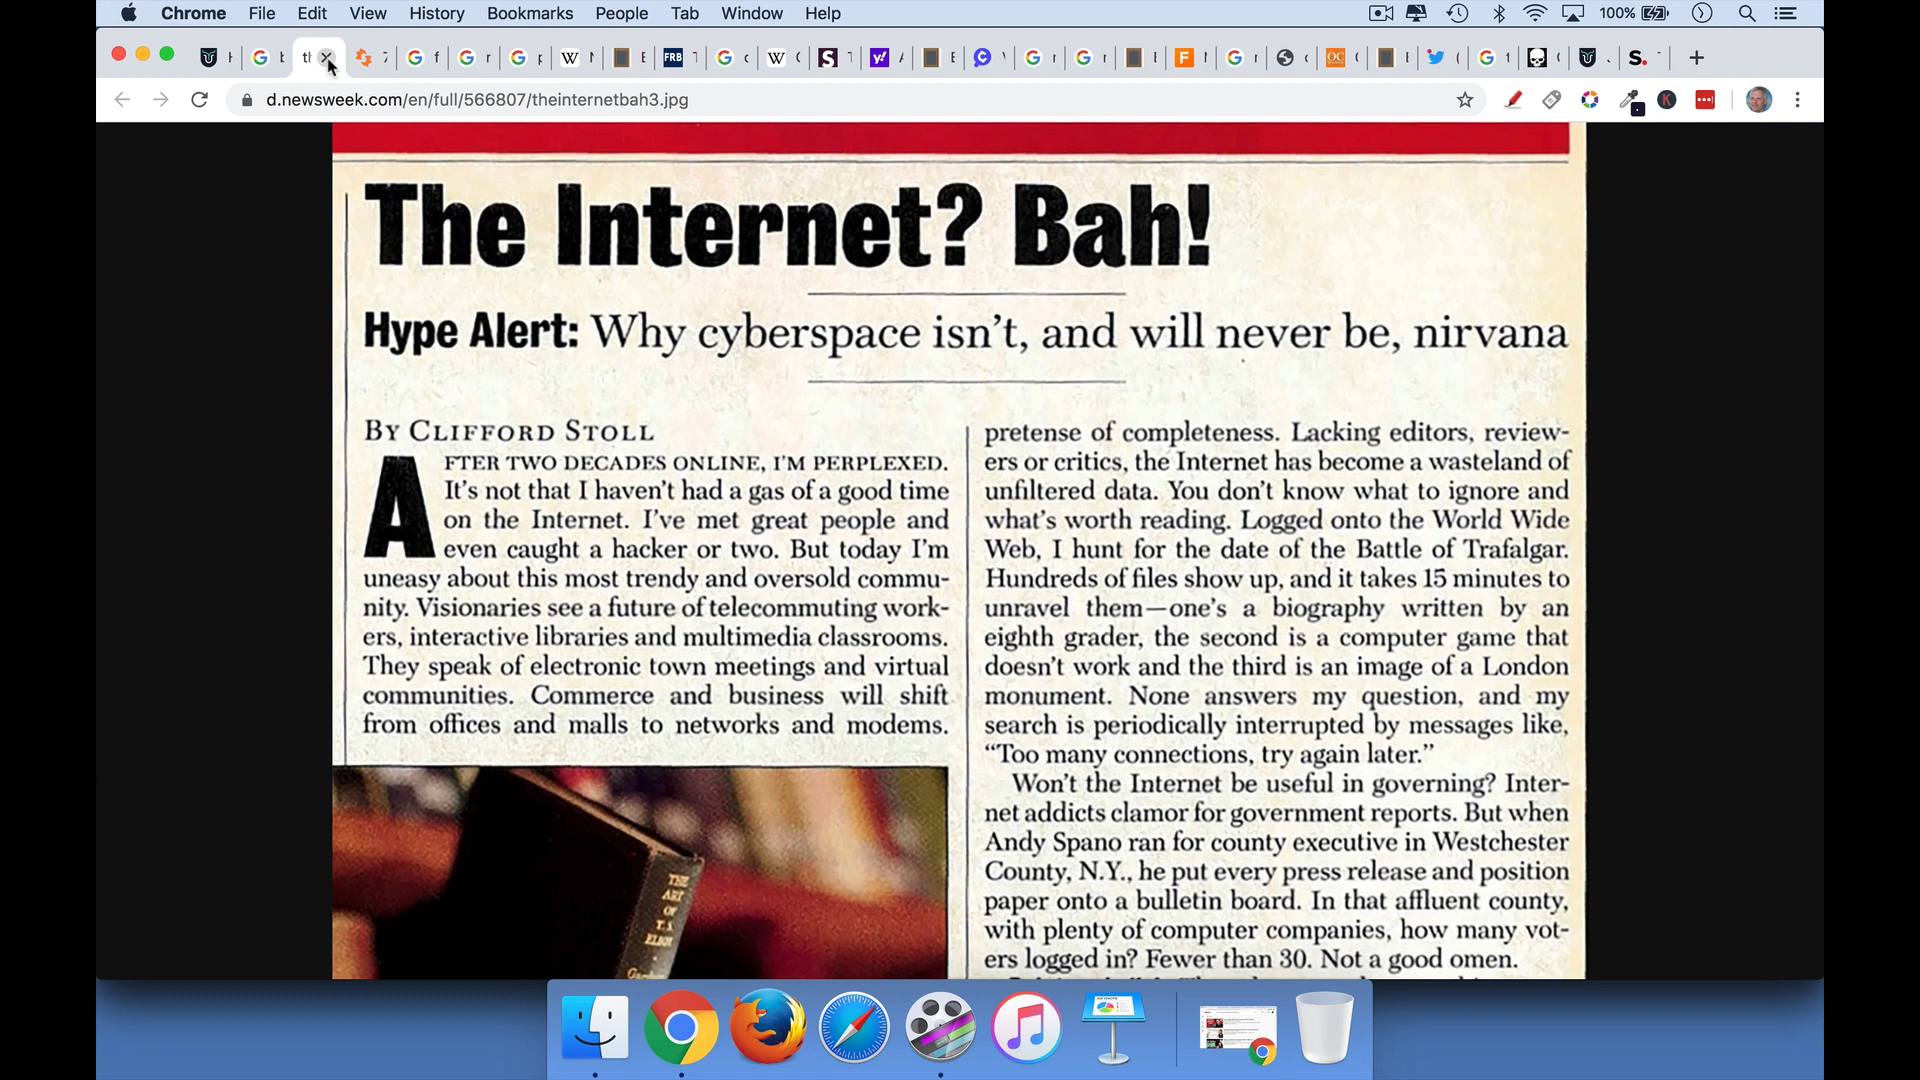 Chrome File Edit View History Bookmarks People Tab Window Help 100%
d.newsweek.com/en/full/566807/theinternetbah3.jpg
The Internet? Bah!
Hype Alert: Why cyberspace isn't, and will never be, nirvana
BY CLIFFORD STOLL
AFTER TWO DECADES ONLINE, I'M PERPLEXED.
It's not that I haven't had a gas of a good time
on the Internet. I've met great people and
even caught a hacker or two. But today I'm
uneasy about this most trendy and oversold commu-
nity. Visionaries see a future of telecommuting work-
ers, interactive libraries and multimedia classrooms.
They speak of electronic town meetings and virtual
communities. Commerce and business will shift
from offices and malls to networks and modems.
THE
ART
OF
T. S.
ELIOT
pretense of completeness. Lacking editors, review-
ers or critics, the Internet has become a wasteland of
unfiltered data. You don't know what to ignore and
what's worth reading. Logged onto the World Wide
Web, I hunt for the date of the Battle of Trafalgar.
Hundreds of files show up, and it takes 15 minutes to
unravel them—one's a biography written by an
eighth grader, the second is a computer game that
doesn't work and the third is an image of a London
monument. None answers my question, and my
search is periodically interrupted by messages like,
"Too many connections, try again later."
Won't the Internet be useful in governing? Inter-
net addicts clamor for government reports. But when
Andy Spano ran for county executive in Westchester
County, N.Y., he put every press release and position
paper onto a bulletin board. In that affluent county,
with plenty of computer companies, how many vot-
ers logged in? Fewer than 30. Not a good omen.